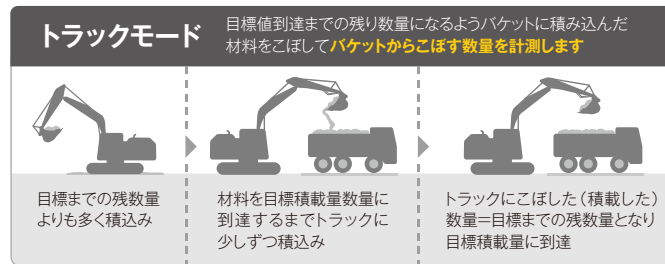 トラックモード
目標値到達までの残り数量になるようバケットに積み込んだ
材料をこぼしてバケットからこぼす数量を計測します
目標までの残数量
よりも多く積込み
材料を目標積載量数量に
到達するまでトラックに
少しずつ積込み
トラックにこぼした（積載した）
数量＝目標までの残数量となり
目標積載量に到達